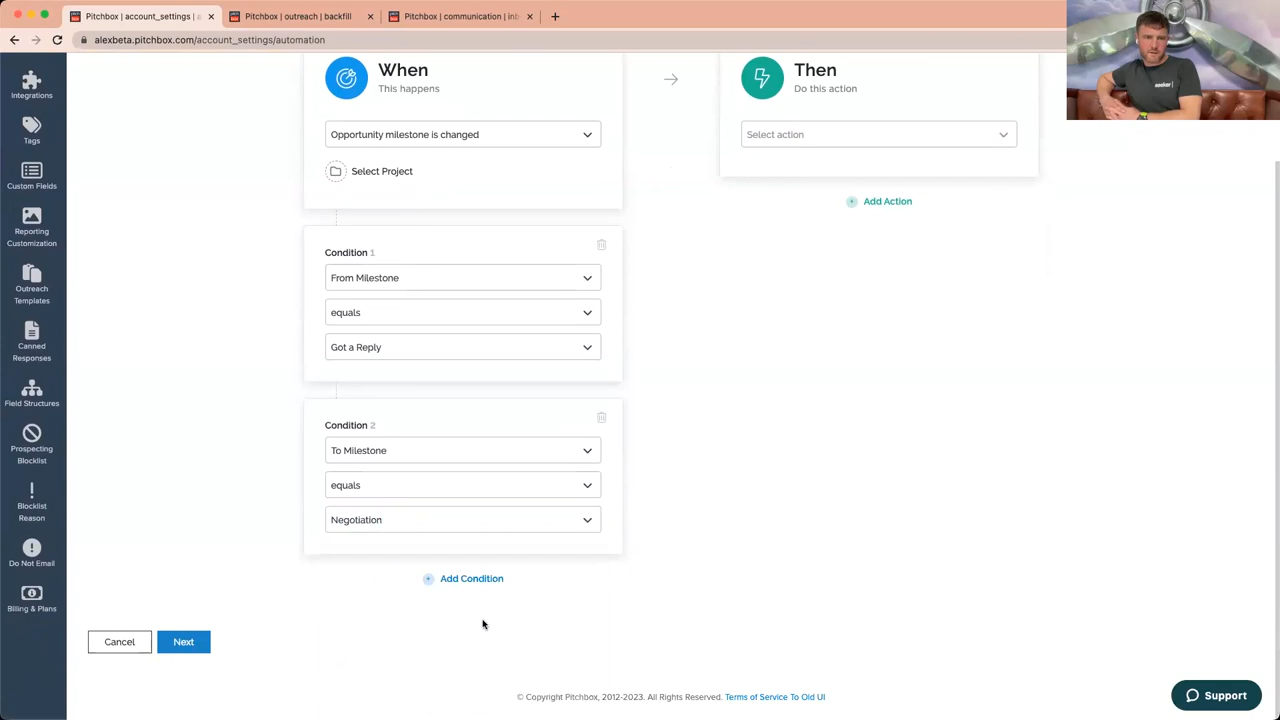 Pitchbox | account_settings | a
Pitchbox | outreach | backfill
Pitchbox | communication | inb
alexbeta.pitchbox.com/account_settings/automation
Integrations
Tags
Custom Fields
Reporting
Customization
Outreach
Templates
Canned
Responses
Field Structures
Prospecting
Blocklist
Blocklist
Reason
Do Not Email
Billing & Plans
When
This happens
Opportunity milestone is changed
Select Project
Condition 1
From Milestone
equals
Got a Reply
Condition 2
To Milestone
equals
Negotiation
Add Condition
Then
Do this action
Select action
Add Action
Cancel
Next
© Copyright Pitchbox, 2012-2023. All Rights Reserved. Terms of Service To Old UI
Support